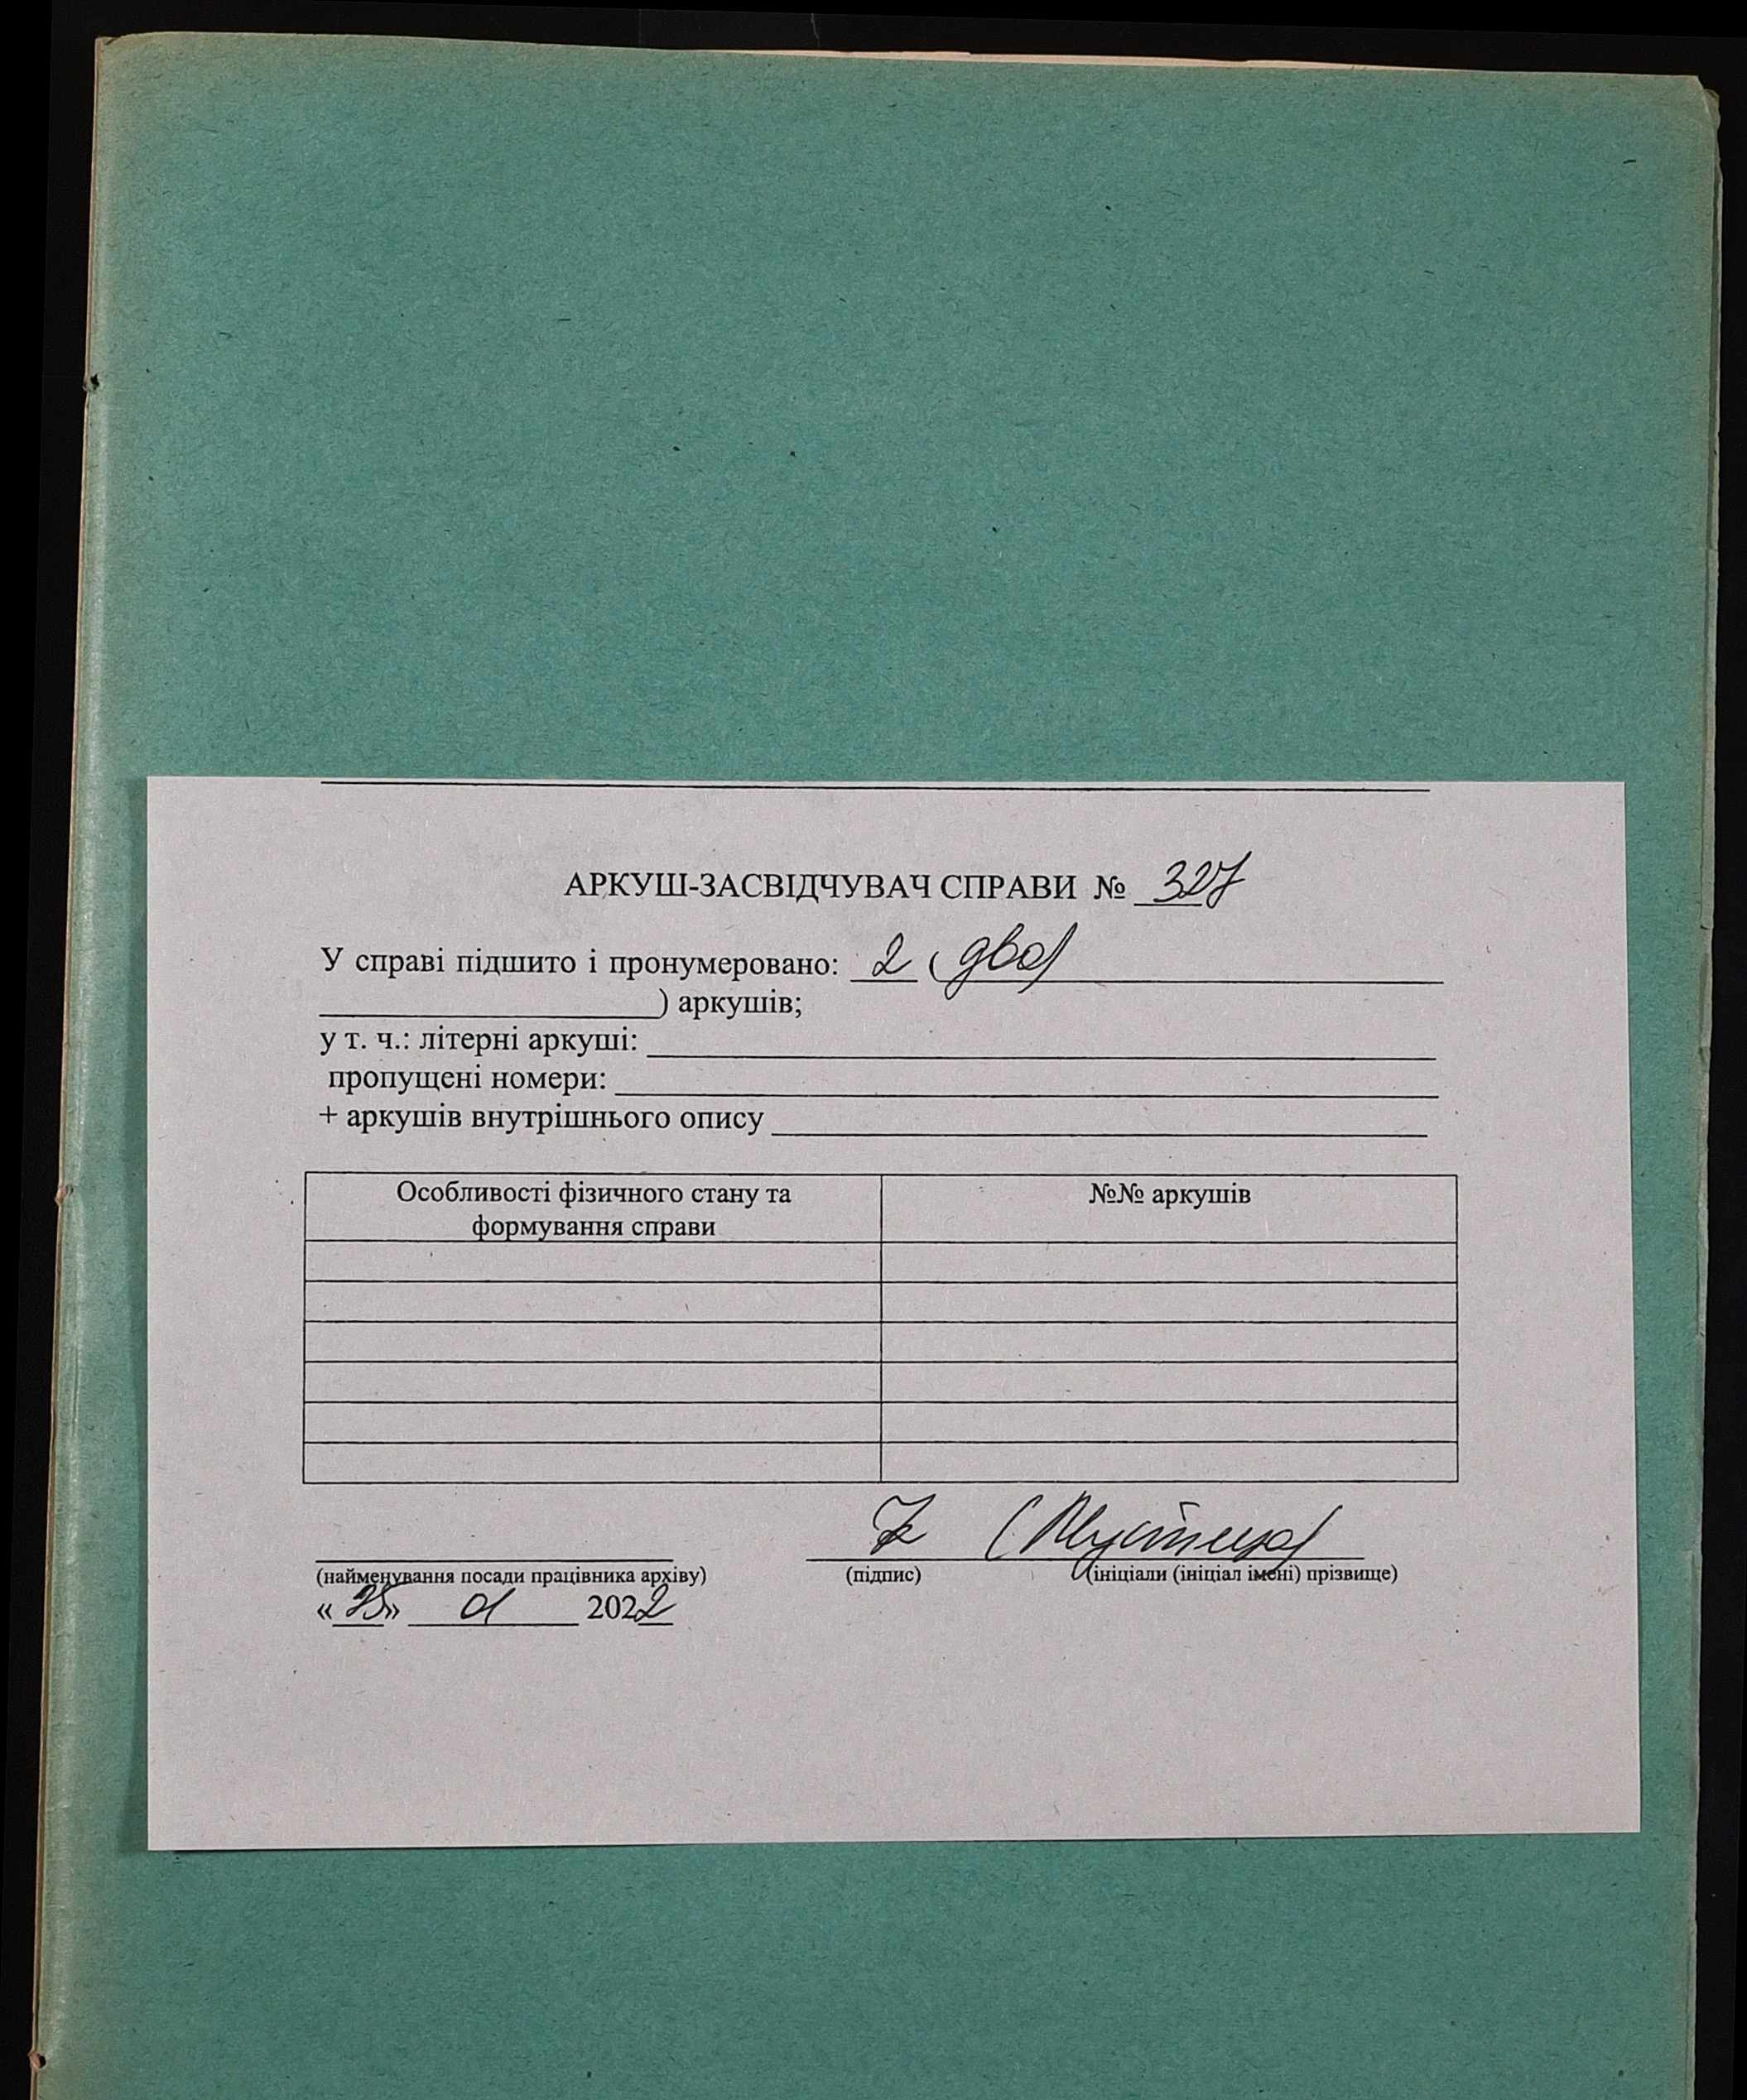 АРКУШ-ЗАСВІДЧУВАЧ СПРАВИ № 327
У справі підшито і пронумеровано: 2 ( два)
) аркушів;
у т. ч.: літерні аркуші:
пропущені номери:
+ аркушів внутрішнього опису
Особливості фізичного стану та
формування справи
№№ аркушів
(найменування посади працівника архіву) (підпис) (ініціали (ініціал імені) прізвище)
«25» 01 2022